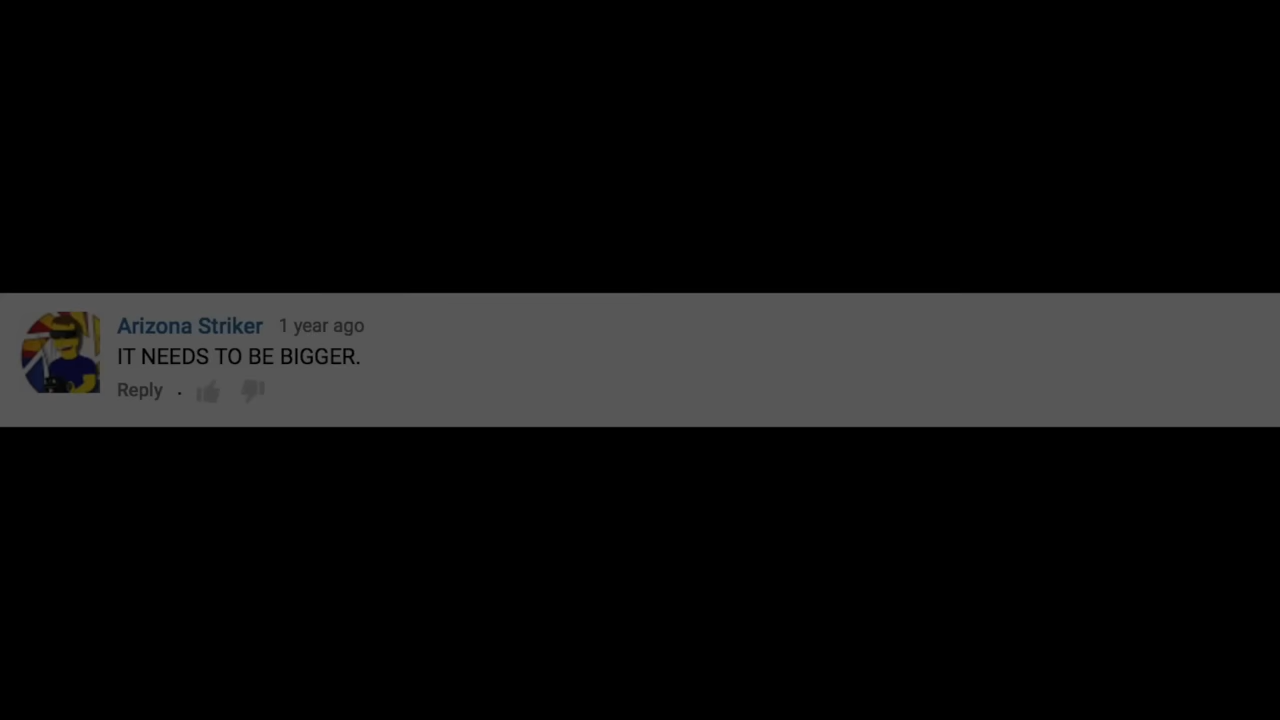 Arizona Striker 1 year ago
IT NEEDS TO BE BIGGER.
Reply .